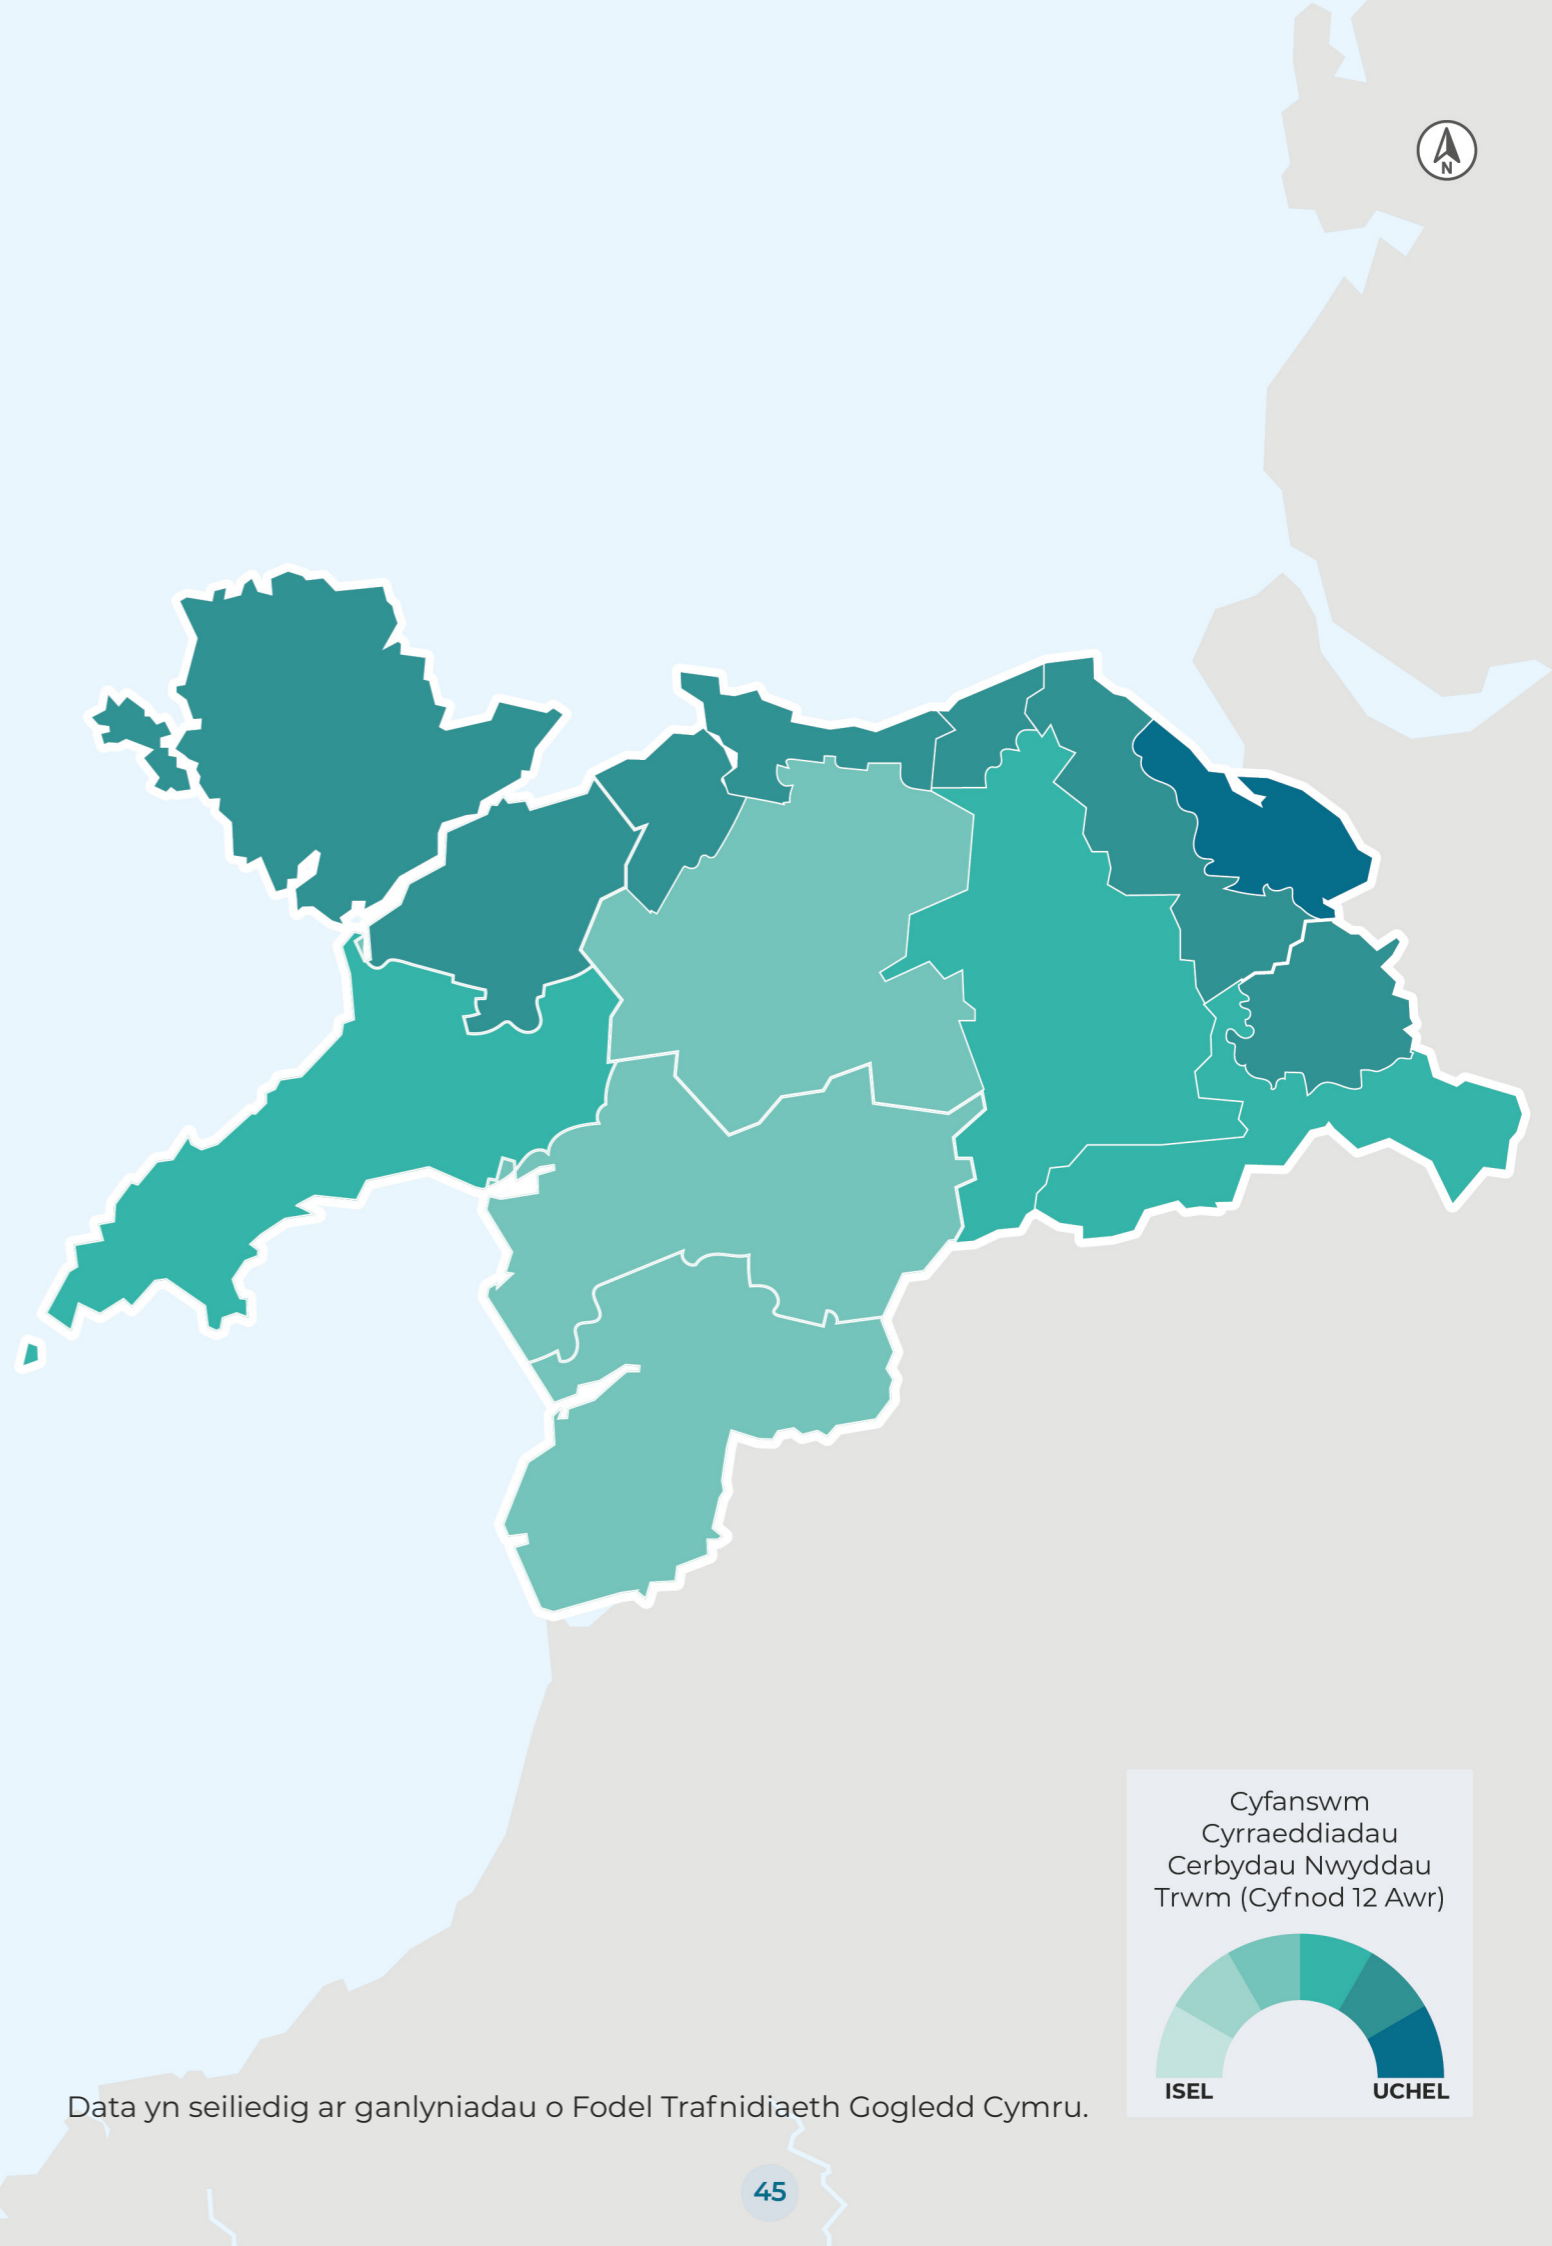 N
Cyfanswm
Cyrraeddiadau
Cerbydau Nwyddau
Trwm (Cyfnod 12 Awr)
ISEL
UCHEL
Data yn seiliedig ar ganlyniadau o Fodel Trafnidiaeth Gogledd Cymru.
45